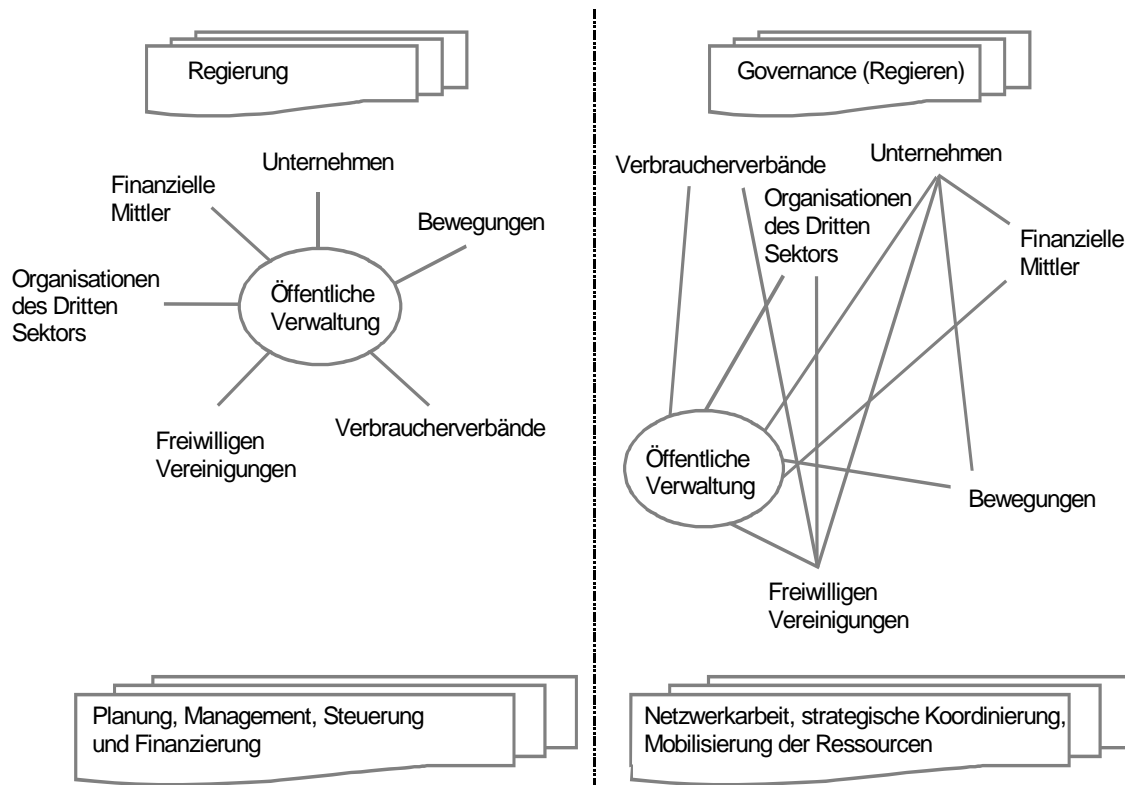 Regierung
Unternehmen
Finanzielle
Mittler
Bewegungen
Organisationen
des Dritten
Sektors
Öffentliche
Verwaltung
Freiwilligen
Vereinigungen
Verbraucherverbände
Planung, Management, Steuerung
und Finanzierung
Governance (Regieren)
Verbraucherverbände
Unternehmen
Organisationen
des Dritten
Sektors
Finanzielle
Mittler
Öffentliche
Verwaltung
Bewegungen
Freiwilligen
Vereinigungen
Netzwerkarbeit, strategische Koordinierung,
Mobilisierung der Ressourcen